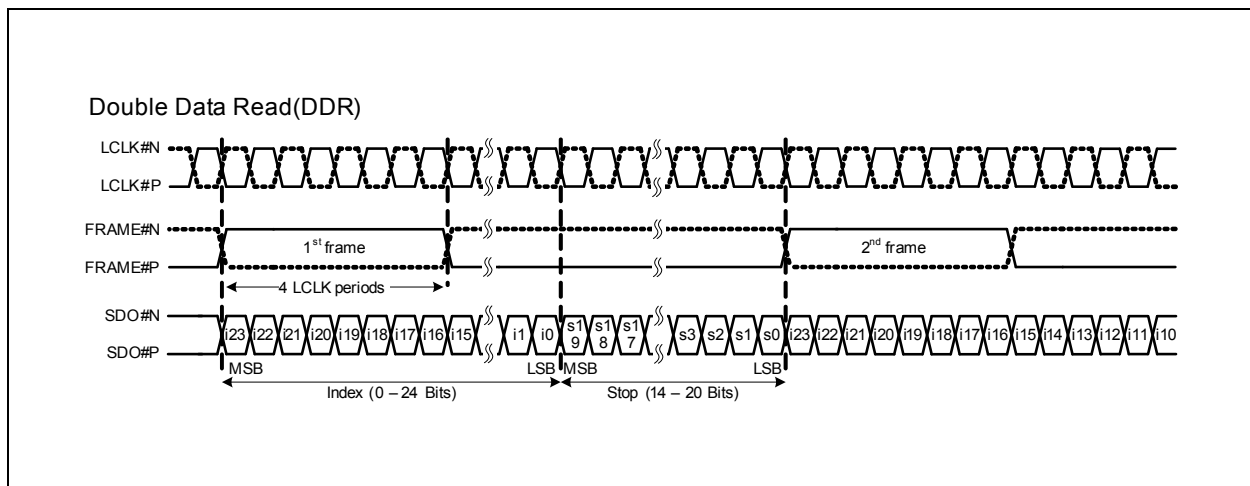 Double Data Read(DDR)
LCLK#N
LCLK#P
FRAME#N
1st frame
2nd frame
FRAME#P
4 LCLK periods
SDO#N
i23 i22 i21 i20 i19 i18 i17 i16 i15 i1 i0 s19 s18 s17 s3 s2 s1 s0 i23 i22 i21 i20 i19 i18 i17 i16 i15 i14 i13 i12 i11 i10
SDO#P
MSB LSB MSB LSB
Index (0 – 24 Bits) Stop (14 – 20 Bits)